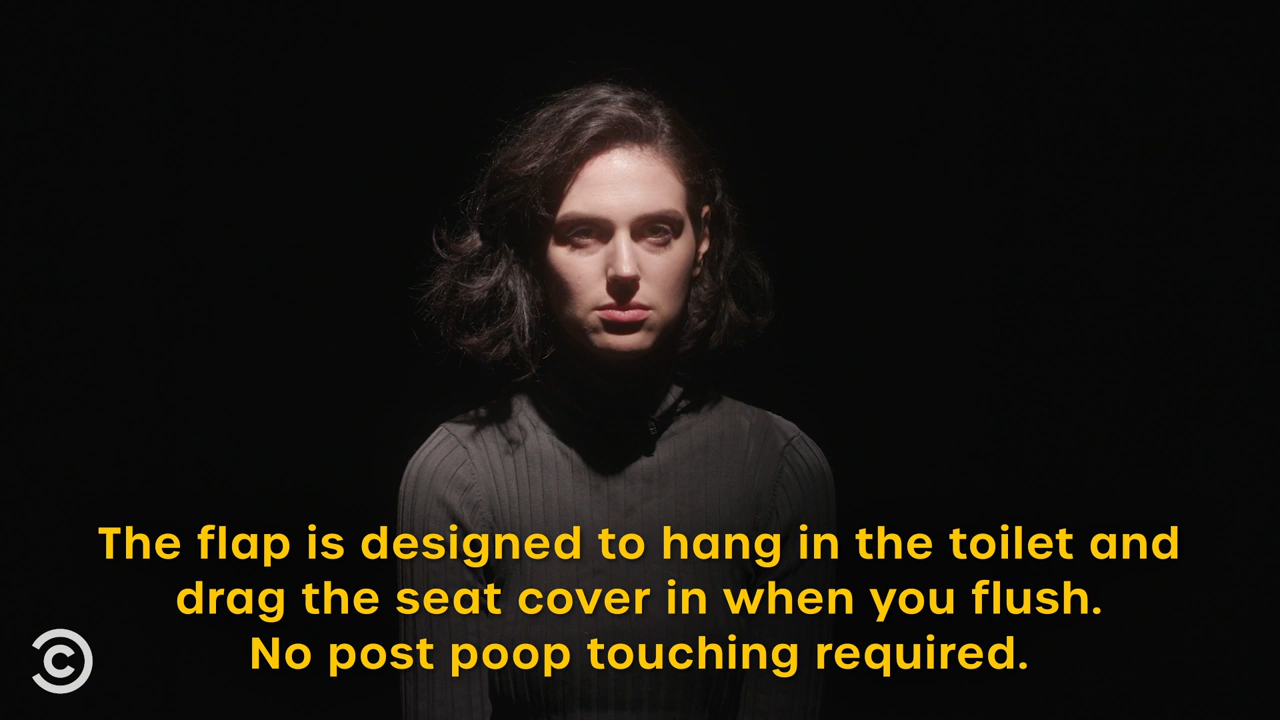 The flap is designed to hang in the toilet and
drag the seat cover in when you flush.
No post poop touching required.